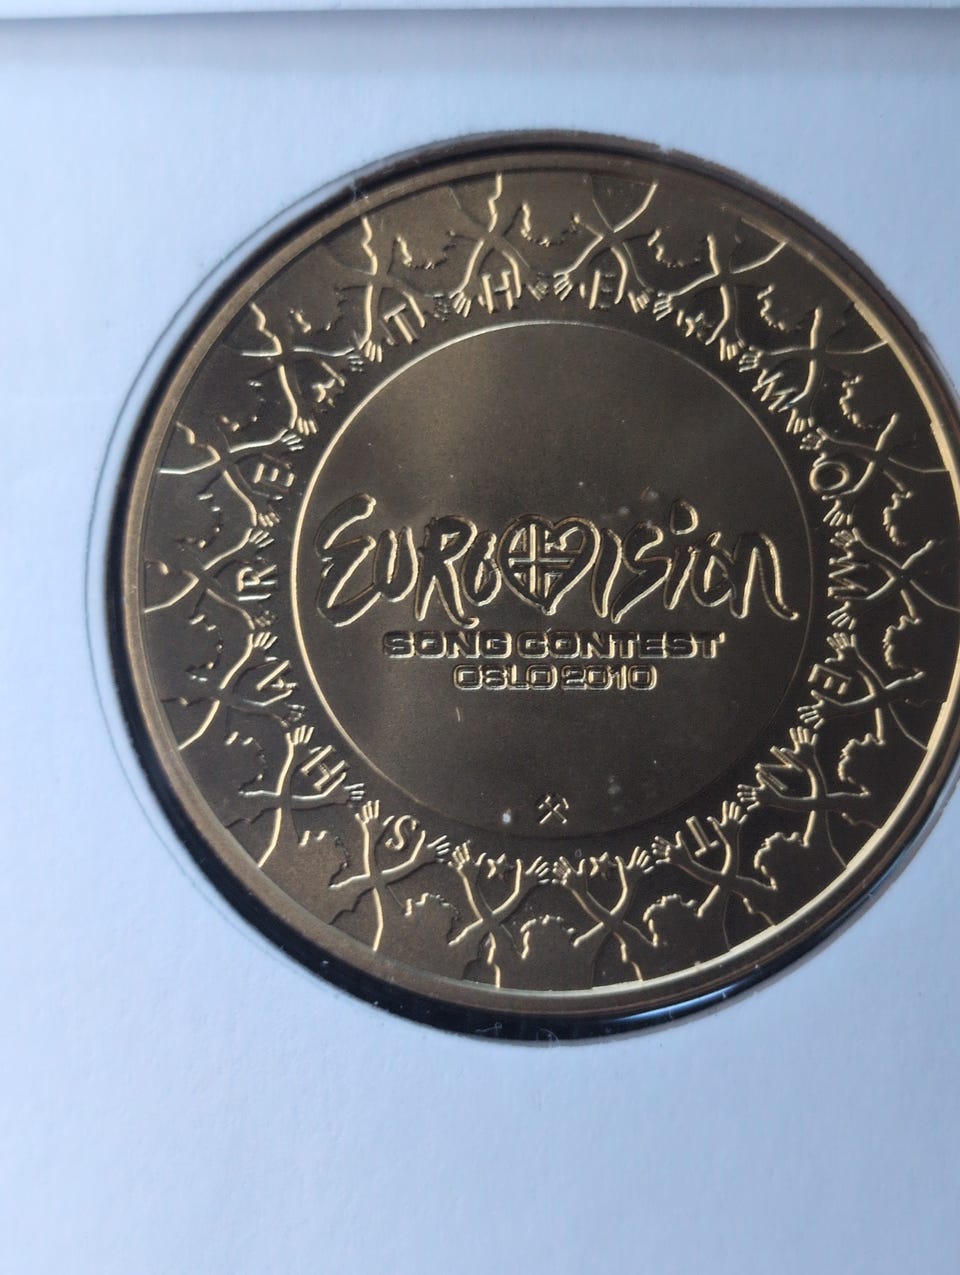 SHARE ★ THE ★ MOMENT ★ ★
EUROVISION
SONG CONTEST
OSLO 2010